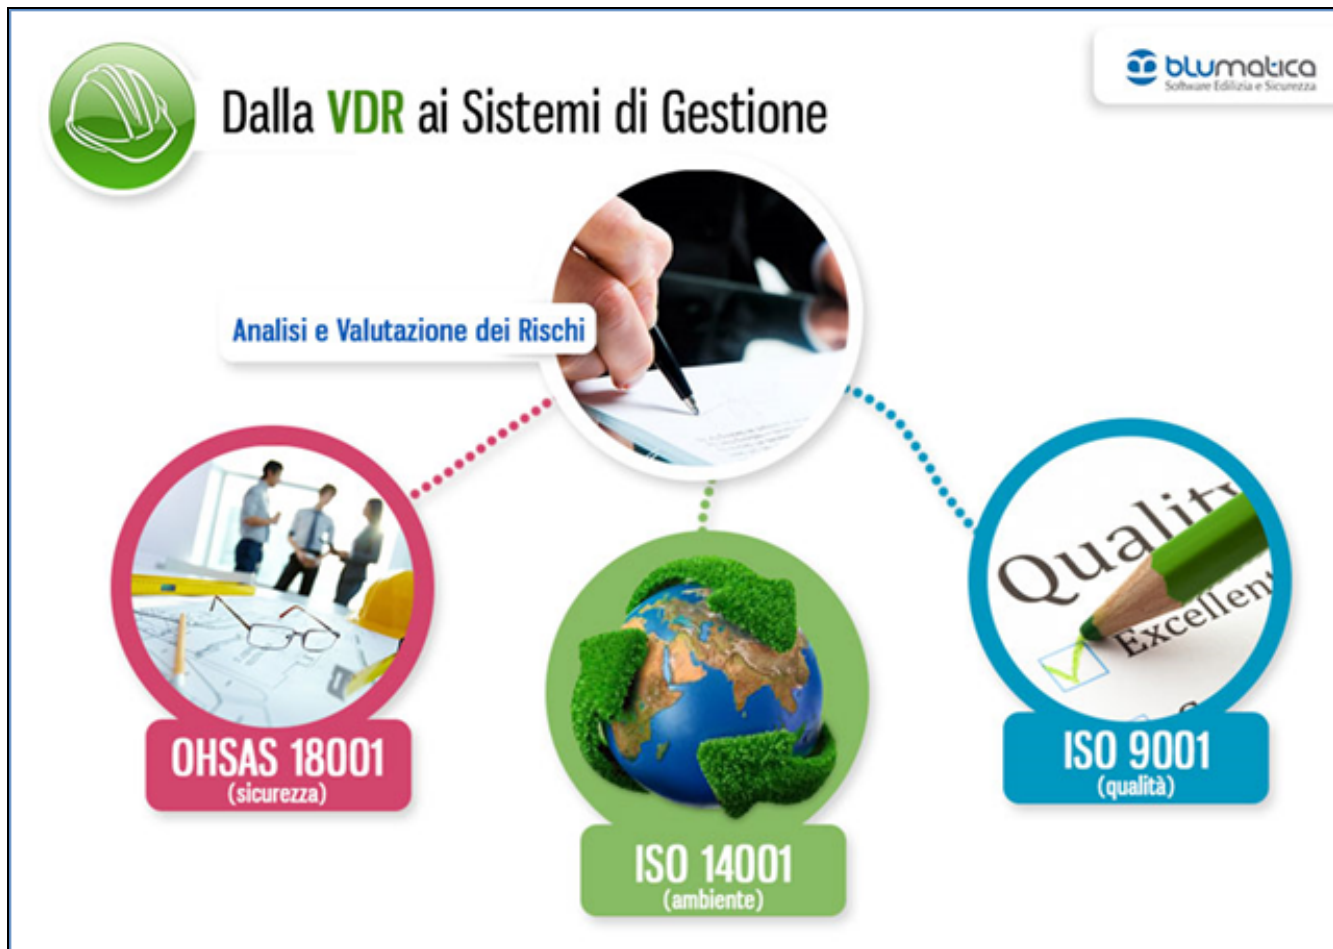 Dalla VDR ai Sistemi di Gestione
blumatica
Software Edilizia e Sicurezza
Analisi e Valutazione dei Rischi
Quality
Excellent
OHSAS 18001
(sicurezza)
ISO 14001
(ambiente)
ISO 9001
(qualità)